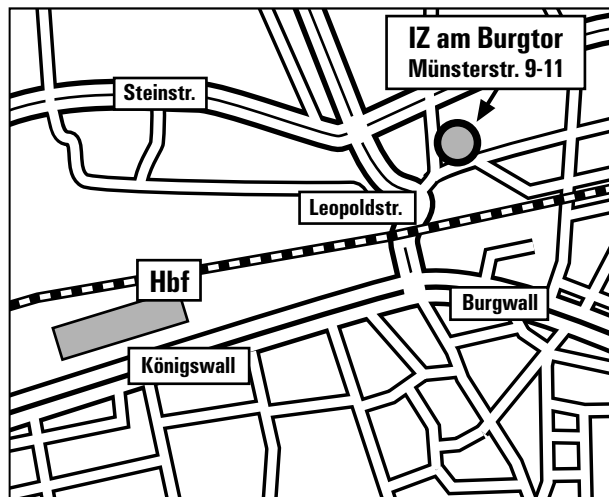 IZ am Burgtor
Münsterstr. 9-11
Steinstr.
Leopoldstr.
Hbf
Burgwall
Königswall